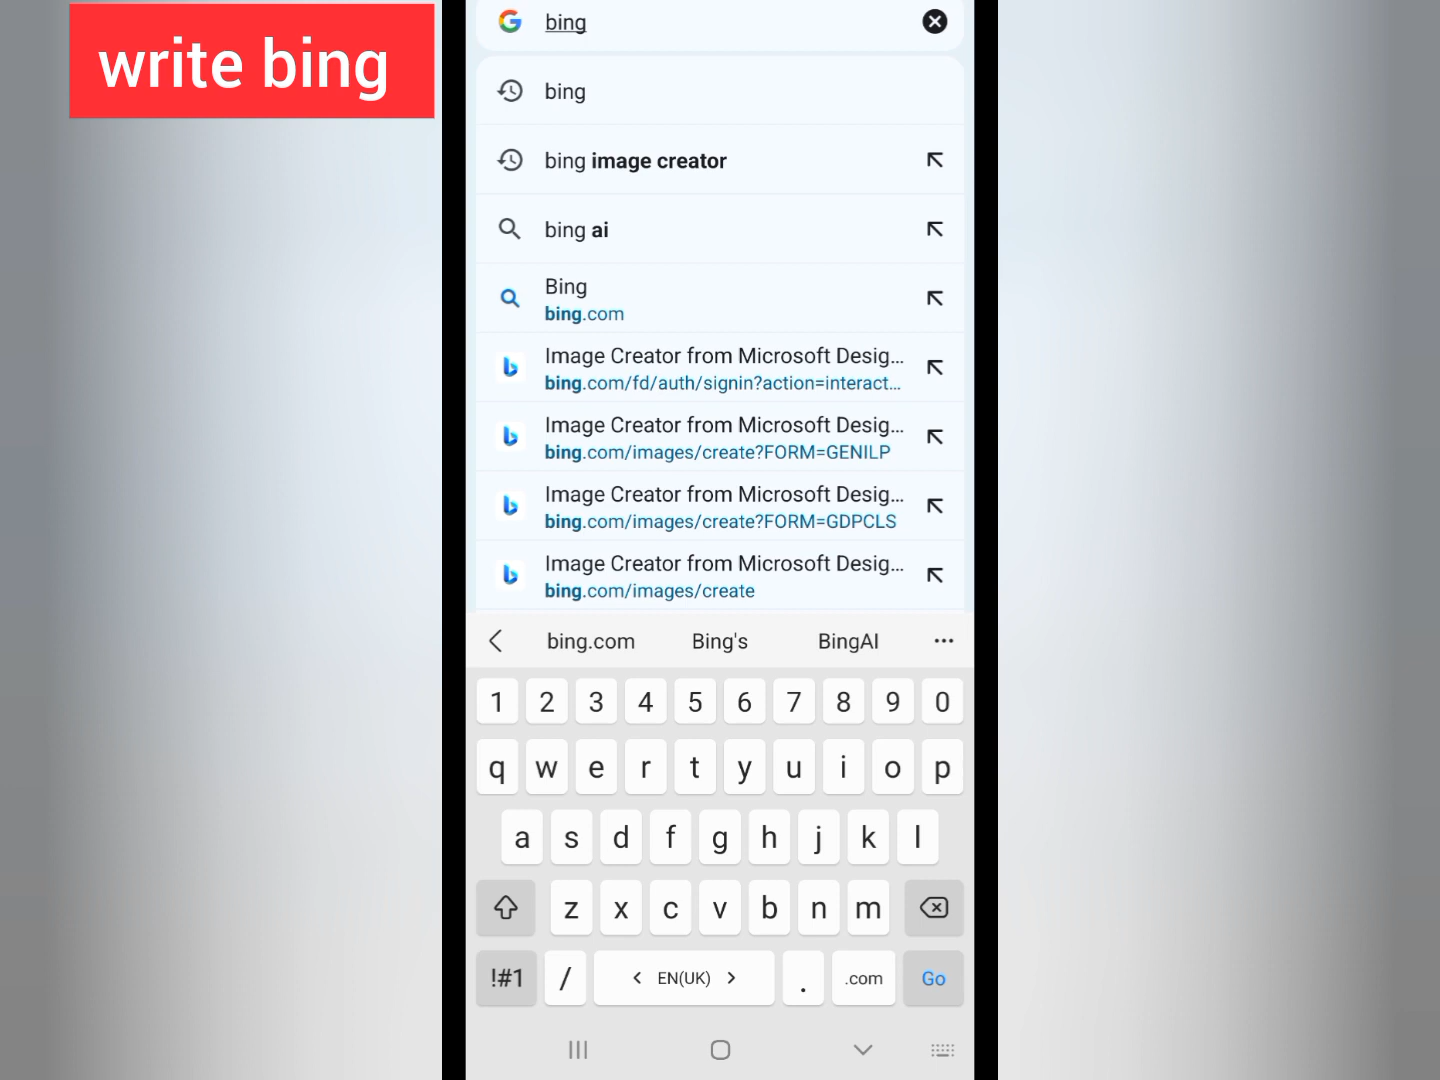 write bing
bing
bing
bing image creator
bing ai
Bing
bing.com
Image Creator from Microsoft Desig...
bing.com/fd/auth/signin?action=interact...
Image Creator from Microsoft Desig...
bing.com/images/create?FORM=GENILP
Image Creator from Microsoft Desig...
bing.com/images/create?FORM=GDPCLS
Image Creator from Microsoft Desig...
bing.com/images/create
bing.com Bing's BingAI ...
1 2 3 4 5 6 7 8 9 0
q w e r t y u i o p
a s d f g h j k l
z x c v b n m
!#1 / < EN(UK) > . .com Go